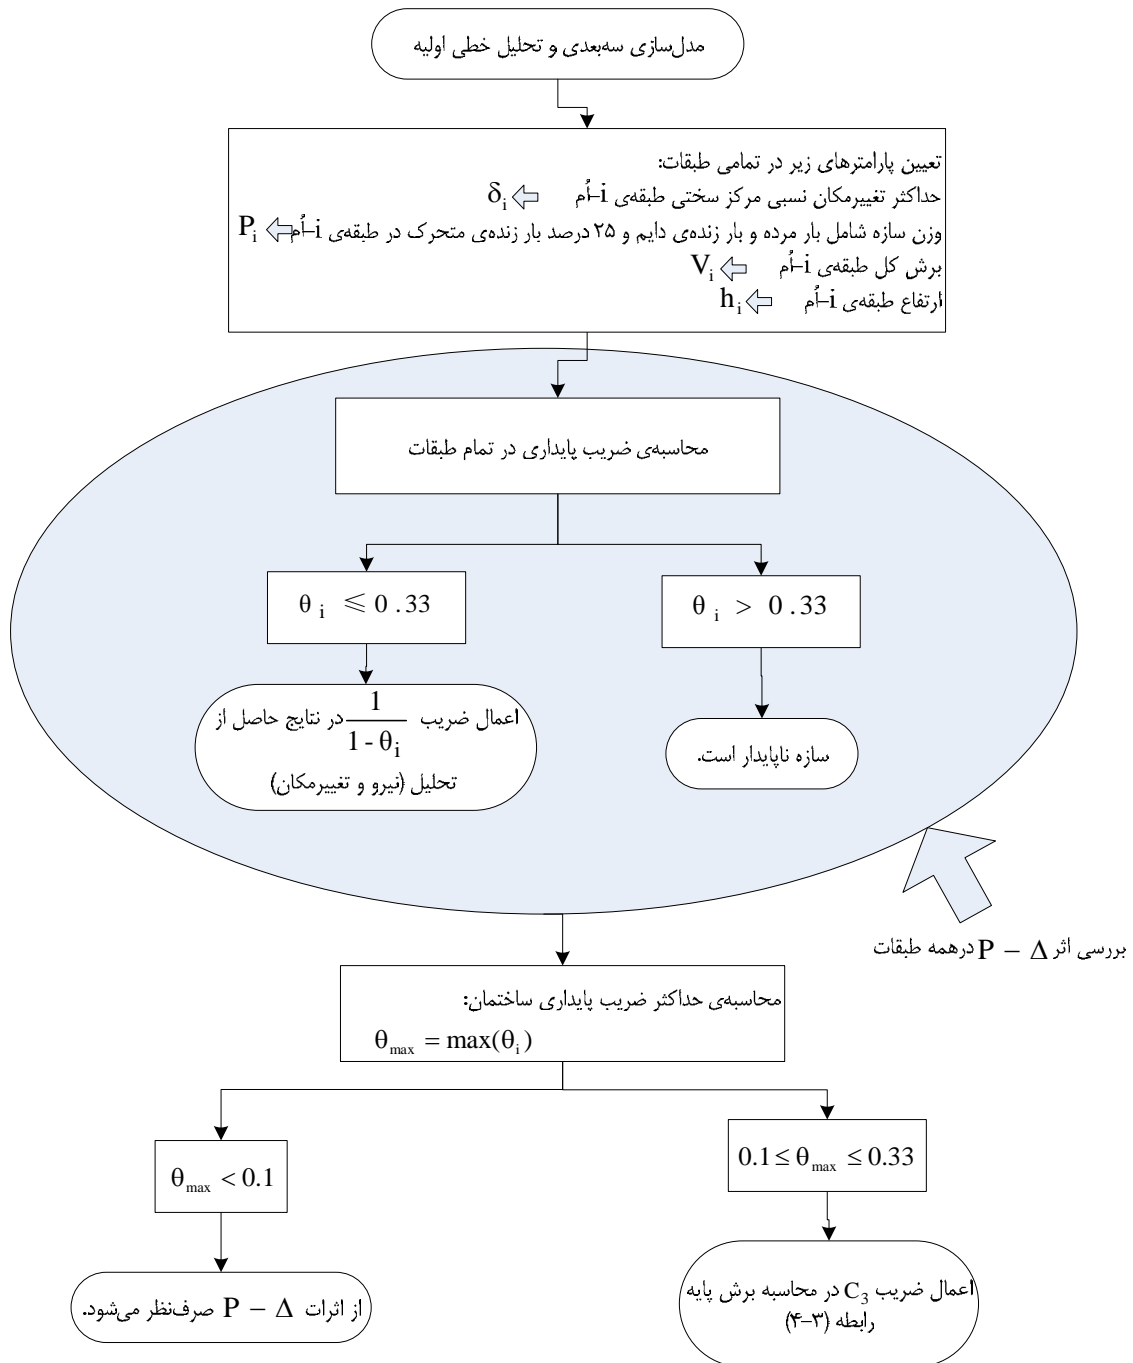 مدل‌سازی سه‌بعدی و تحلیل خطی اولیه
تعیین پارامترهای زیر در تمامی طبقات:
حداکثر تغییرمکان نسبی مرکز سختی طبقه‌ی i-اُم ⇦ δi
وزن سازه شامل بار مرده و بار زنده‌ی دایم و ۲۵ درصد بار زنده‌ی متحرک در طبقه‌ی i-اُم ⇦ Pi
برش کل طبقه‌ی i-اُم ⇦ Vi
ارتفاع طبقه‌ی i-اُم ⇦ hi
محاسبه‌ی ضریب پایداری در تمام طبقات
θi > 0.33
θi ≤ 0.33
سازه ناپایدار است.
اعمال ضریب 1/(1-θi) در نتایج حاصل از
تحلیل (نیرو و تغییرمکان)
بررسی اثر P – Δ درهمه طبقات
محاسبه‌ی حداکثر ضریب پایداری ساختمان:
θmax = max(θi)
0.1 ≤ θmax ≤ 0.33
θmax < 0.1
اعمال ضریب C3 در محاسبه برش پایه
رابطه (۳-۴)
از اثرات P – Δ صرف‌نظر می‌شود.